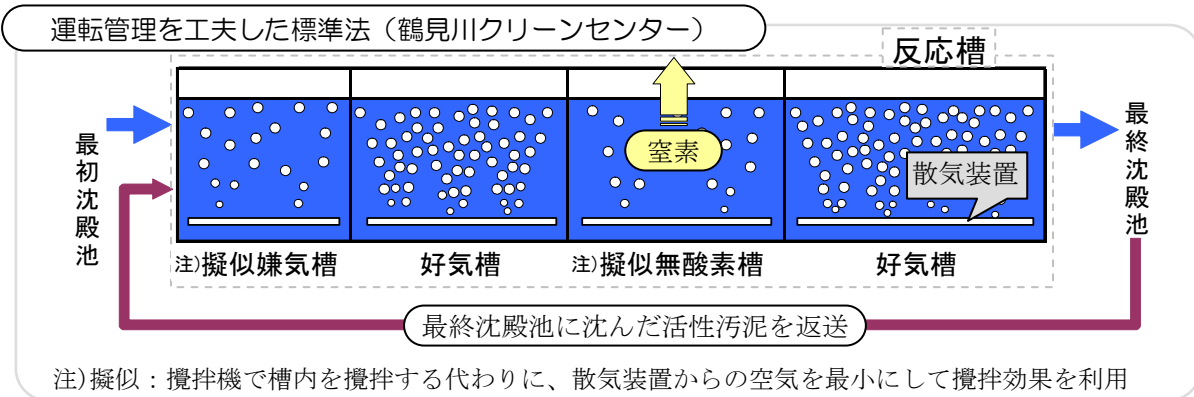 運転管理を工夫した標準法（鶴見川クリーンセンター）
反応槽
最初沈殿池
窒素
散気装置
最終沈殿池
注)擬似嫌気槽
好気槽
注)擬似無酸素槽
好気槽
最終沈殿池に沈んだ活性汚泥を返送
注)擬似：攪拌機で槽内を攪拌する代わりに、散気装置からの空気を最小にして攪拌効果を利用